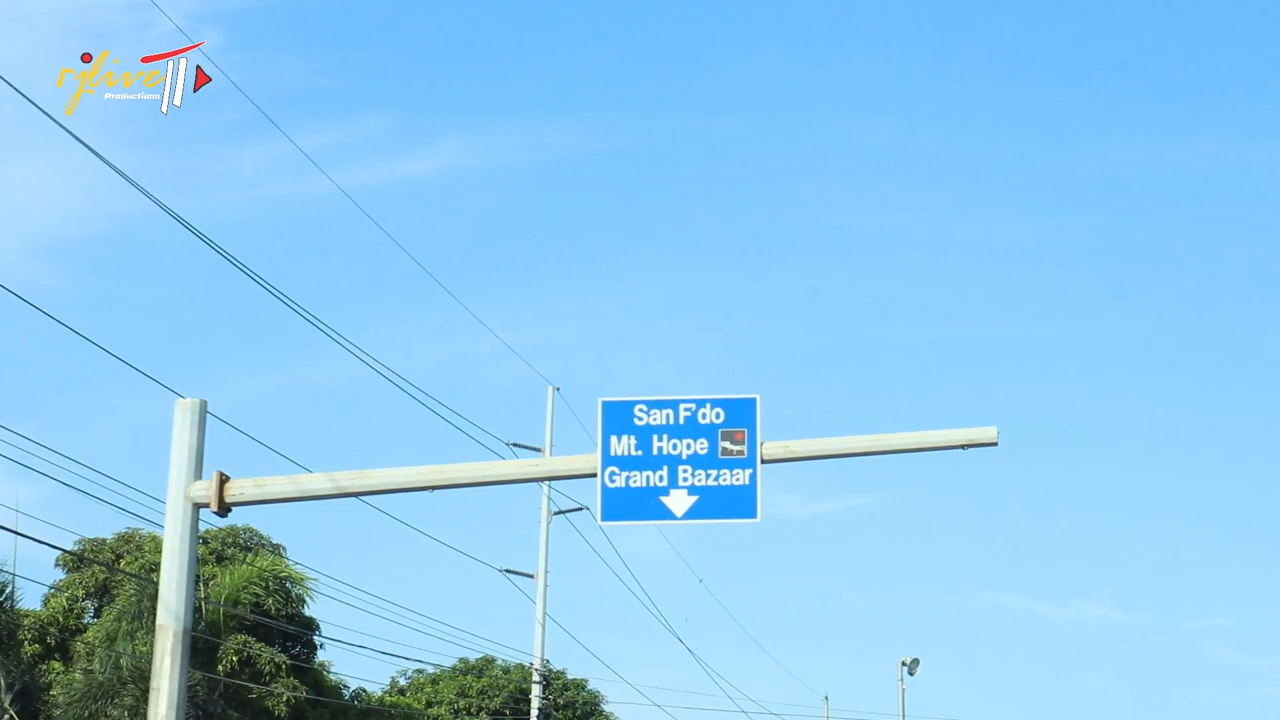 rjlive
Productions
San F'do
Mt. Hope
Grand Bazaar